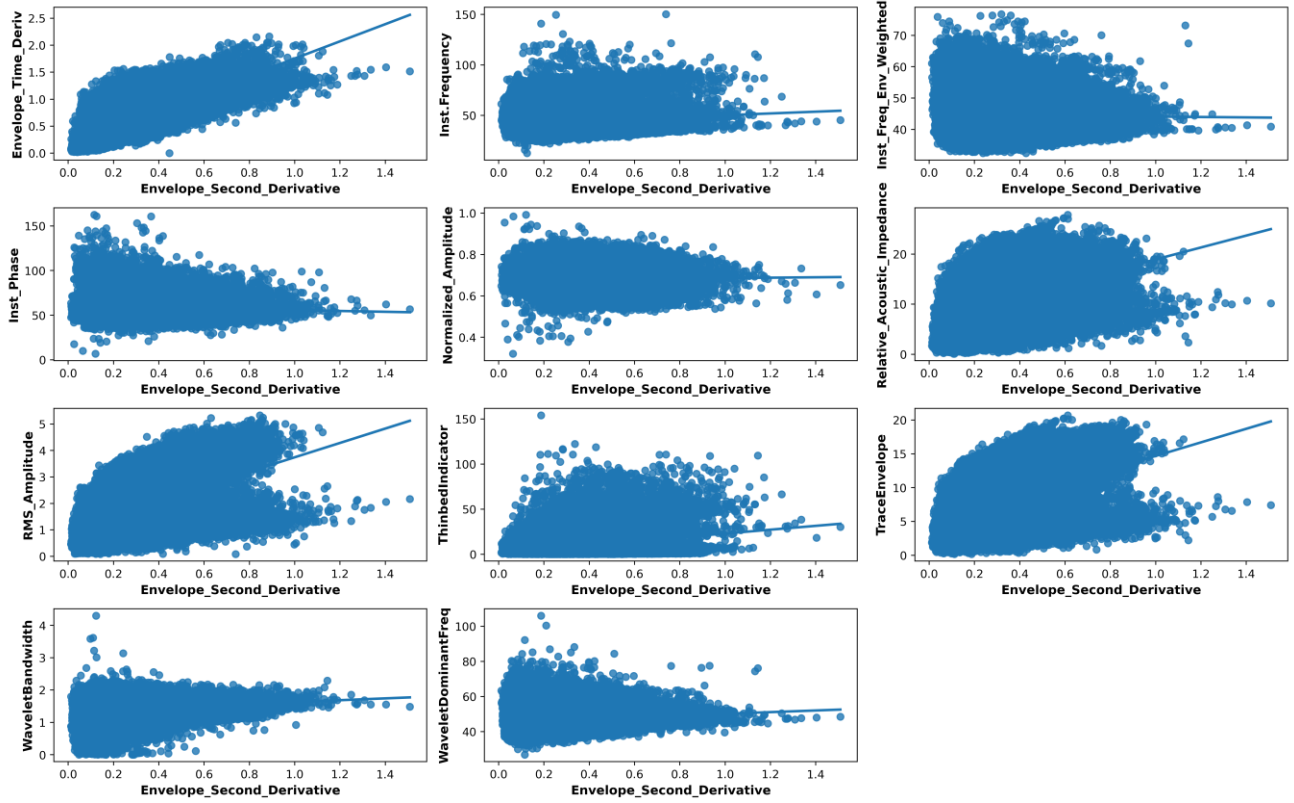 Envelope_Time_Deriv
2.5
2.0
1.5
1.0
0.5
0.0
0.0 0.2 0.4 0.6 0.8 1.0 1.2 1.4
Envelope_Second_Derivative
Inst.Frequency
150
100
50
0.0 0.2 0.4 0.6 0.8 1.0 1.2 1.4
Envelope_Second_Derivative
Inst_Freq_Env_Weighted
70
60
50
40
0.0 0.2 0.4 0.6 0.8 1.0 1.2 1.4
Envelope_Second_Derivative
Inst_Phase
150
100
50
0
0.0 0.2 0.4 0.6 0.8 1.0 1.2 1.4
Envelope_Second_Derivative
Normalized_Amplitude
1.0
0.8
0.6
0.4
0.0 0.2 0.4 0.6 0.8 1.0 1.2 1.4
Envelope_Second_Derivative
Relative_Acoustic_Impedance
20
10
0
0.0 0.2 0.4 0.6 0.8 1.0 1.2 1.4
Envelope_Second_Derivative
RMS_Amplitude
5
4
3
2
1
0
0.0 0.2 0.4 0.6 0.8 1.0 1.2 1.4
Envelope_Second_Derivative
ThinbedIndicator
150
100
50
0
0.0 0.2 0.4 0.6 0.8 1.0 1.2 1.4
Envelope_Second_Derivative
TraceEnvelope
20
15
10
5
0
0.0 0.2 0.4 0.6 0.8 1.0 1.2 1.4
Envelope_Second_Derivative
WaveletBandwidth
4
3
2
1
0
0.0 0.2 0.4 0.6 0.8 1.0 1.2 1.4
Envelope_Second_Derivative
WaveletDominantFreq
100
80
60
40
0.0 0.2 0.4 0.6 0.8 1.0 1.2 1.4
Envelope_Second_Derivative